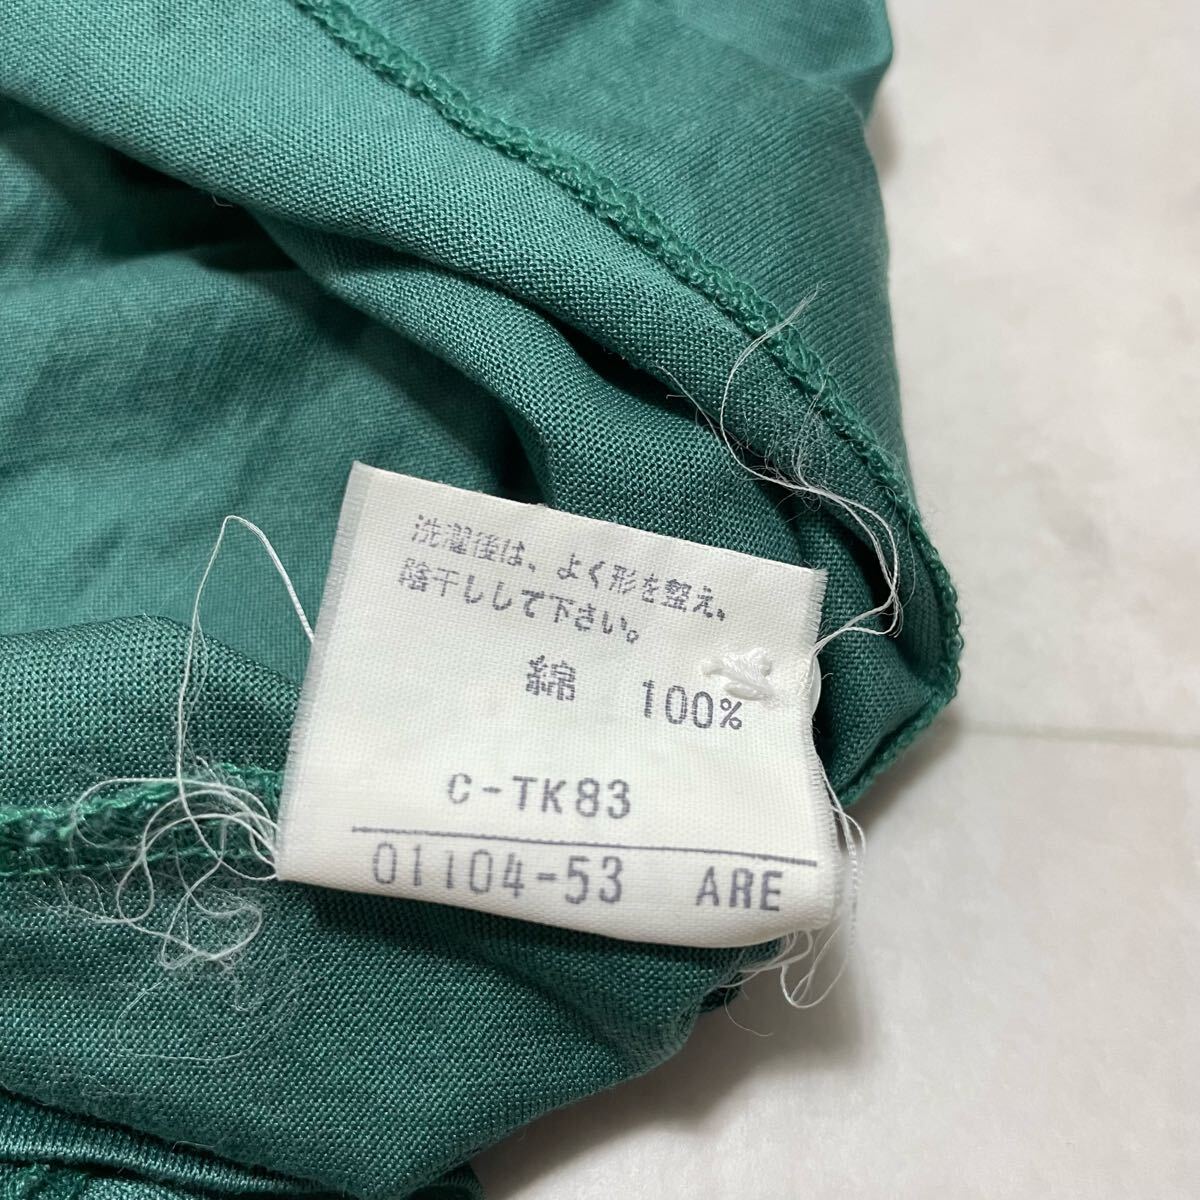 洗濯後は、よく形を整え、
陰干しして下さい。
綿 100%
C-TK83
01104-53 ARE